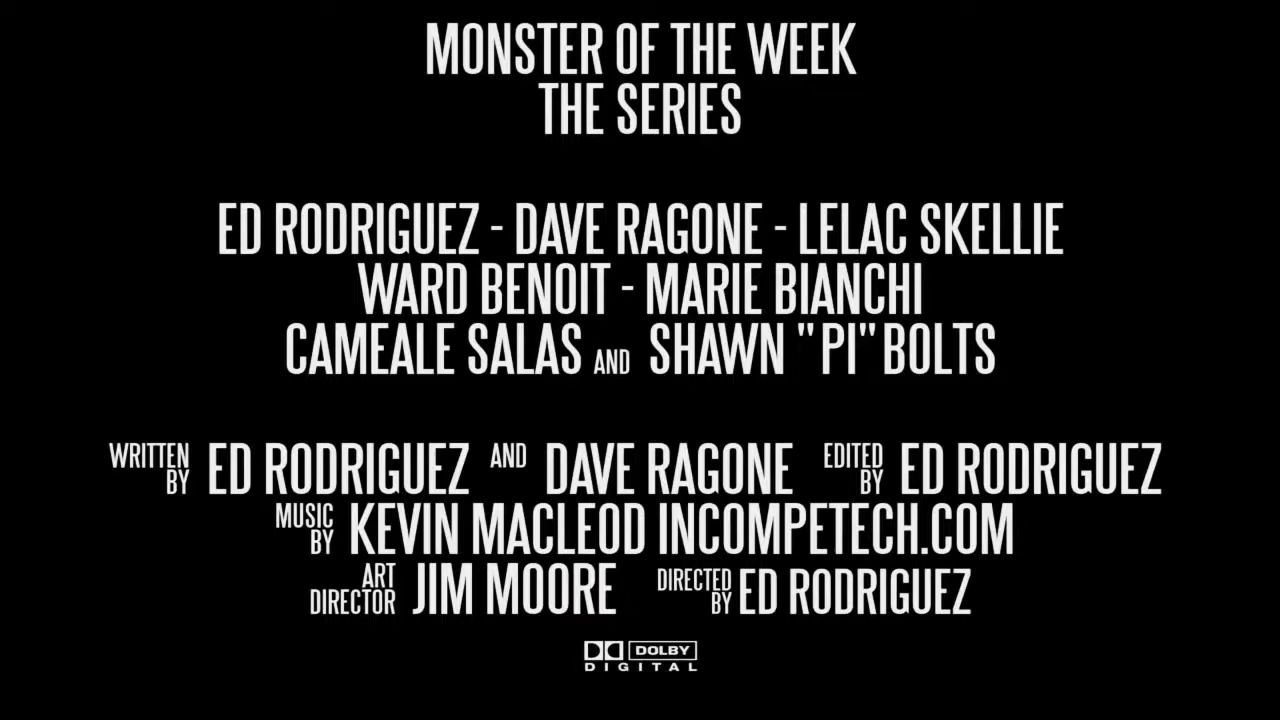 MONSTER OF THE WEEK
THE SERIES
ED RODRIGUEZ - DAVE RAGONE - LELAC SKELLIE
WARD BENOIT - MARIE BIANCHI
CAMEALE SALAS AND SHAWN "PI" BOLTS
WRITTEN BY ED RODRIGUEZ AND DAVE RAGONE EDITED BY ED RODRIGUEZ
MUSIC BY KEVIN MACLEOD INCOMPETECH.COM
ART DIRECTOR JIM MOORE DIRECTED BY ED RODRIGUEZ
DOLBY
DIGITAL